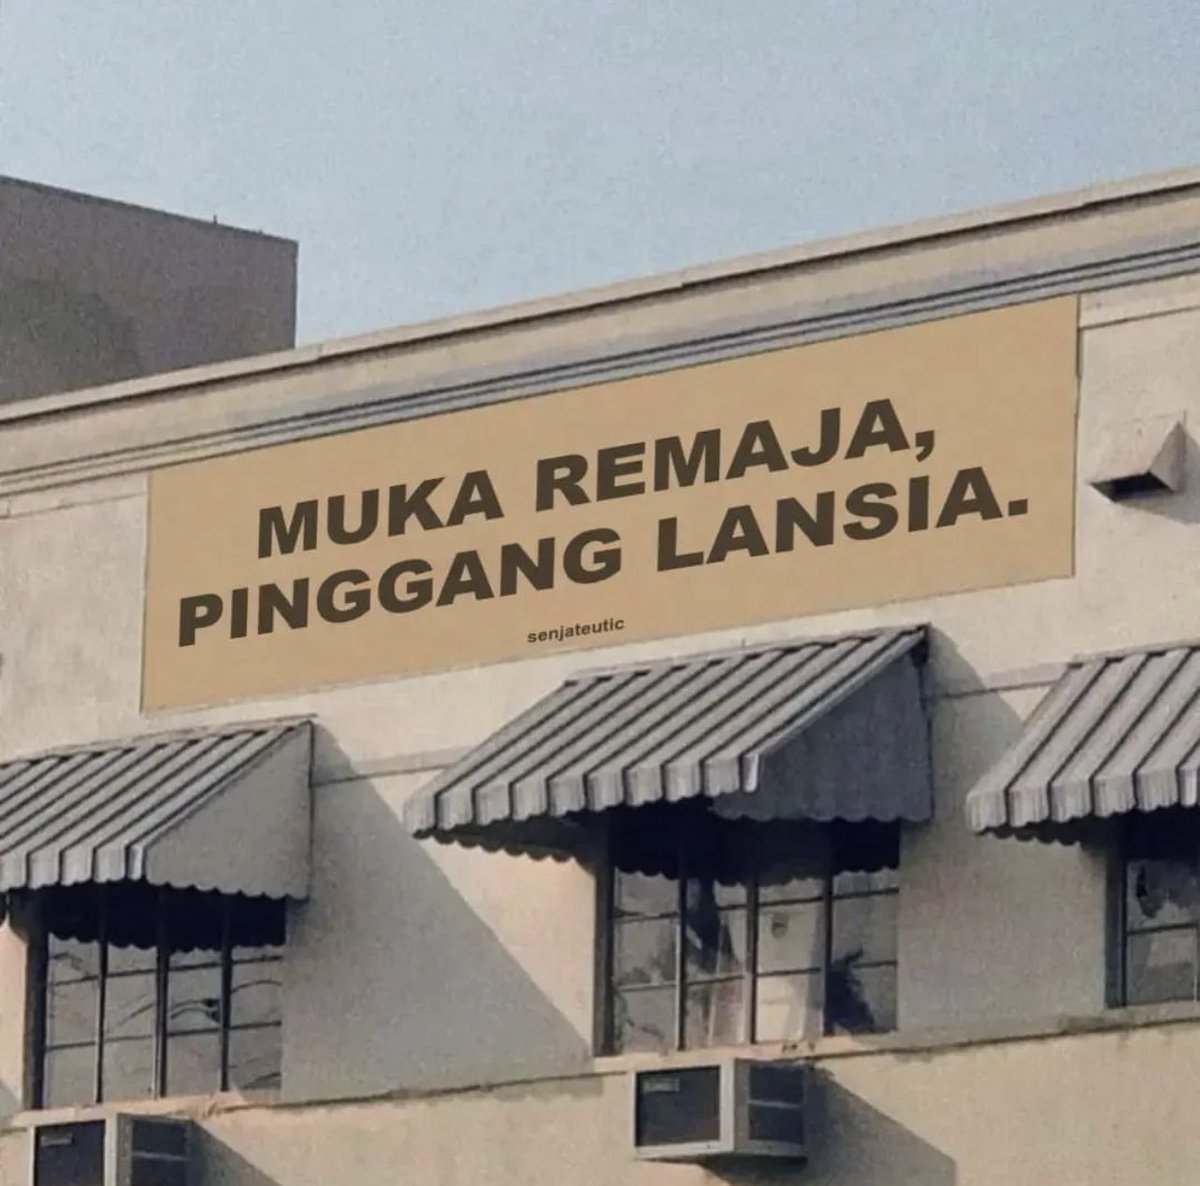 MUKA REMAJA,
PINGGANG LANSIA.
senjateutic